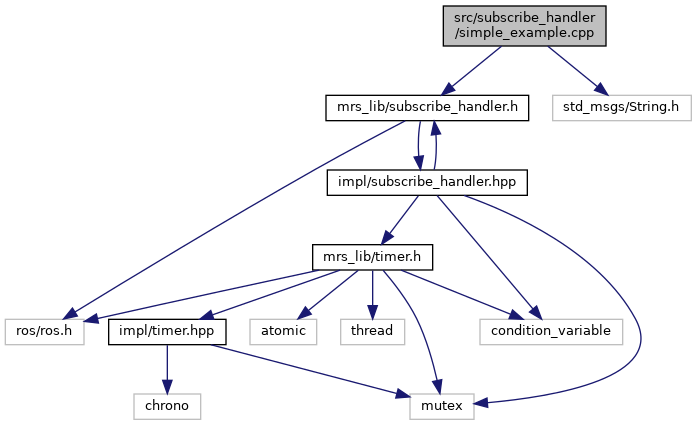 src/subscribe_handler
/simple_example.cpp
mrs_lib/subscribe_handler.h
std_msgs/String.h
impl/subscribe_handler.hpp
mrs_lib/timer.h
ros/ros.h
impl/timer.hpp
atomic
thread
condition_variable
chrono
mutex